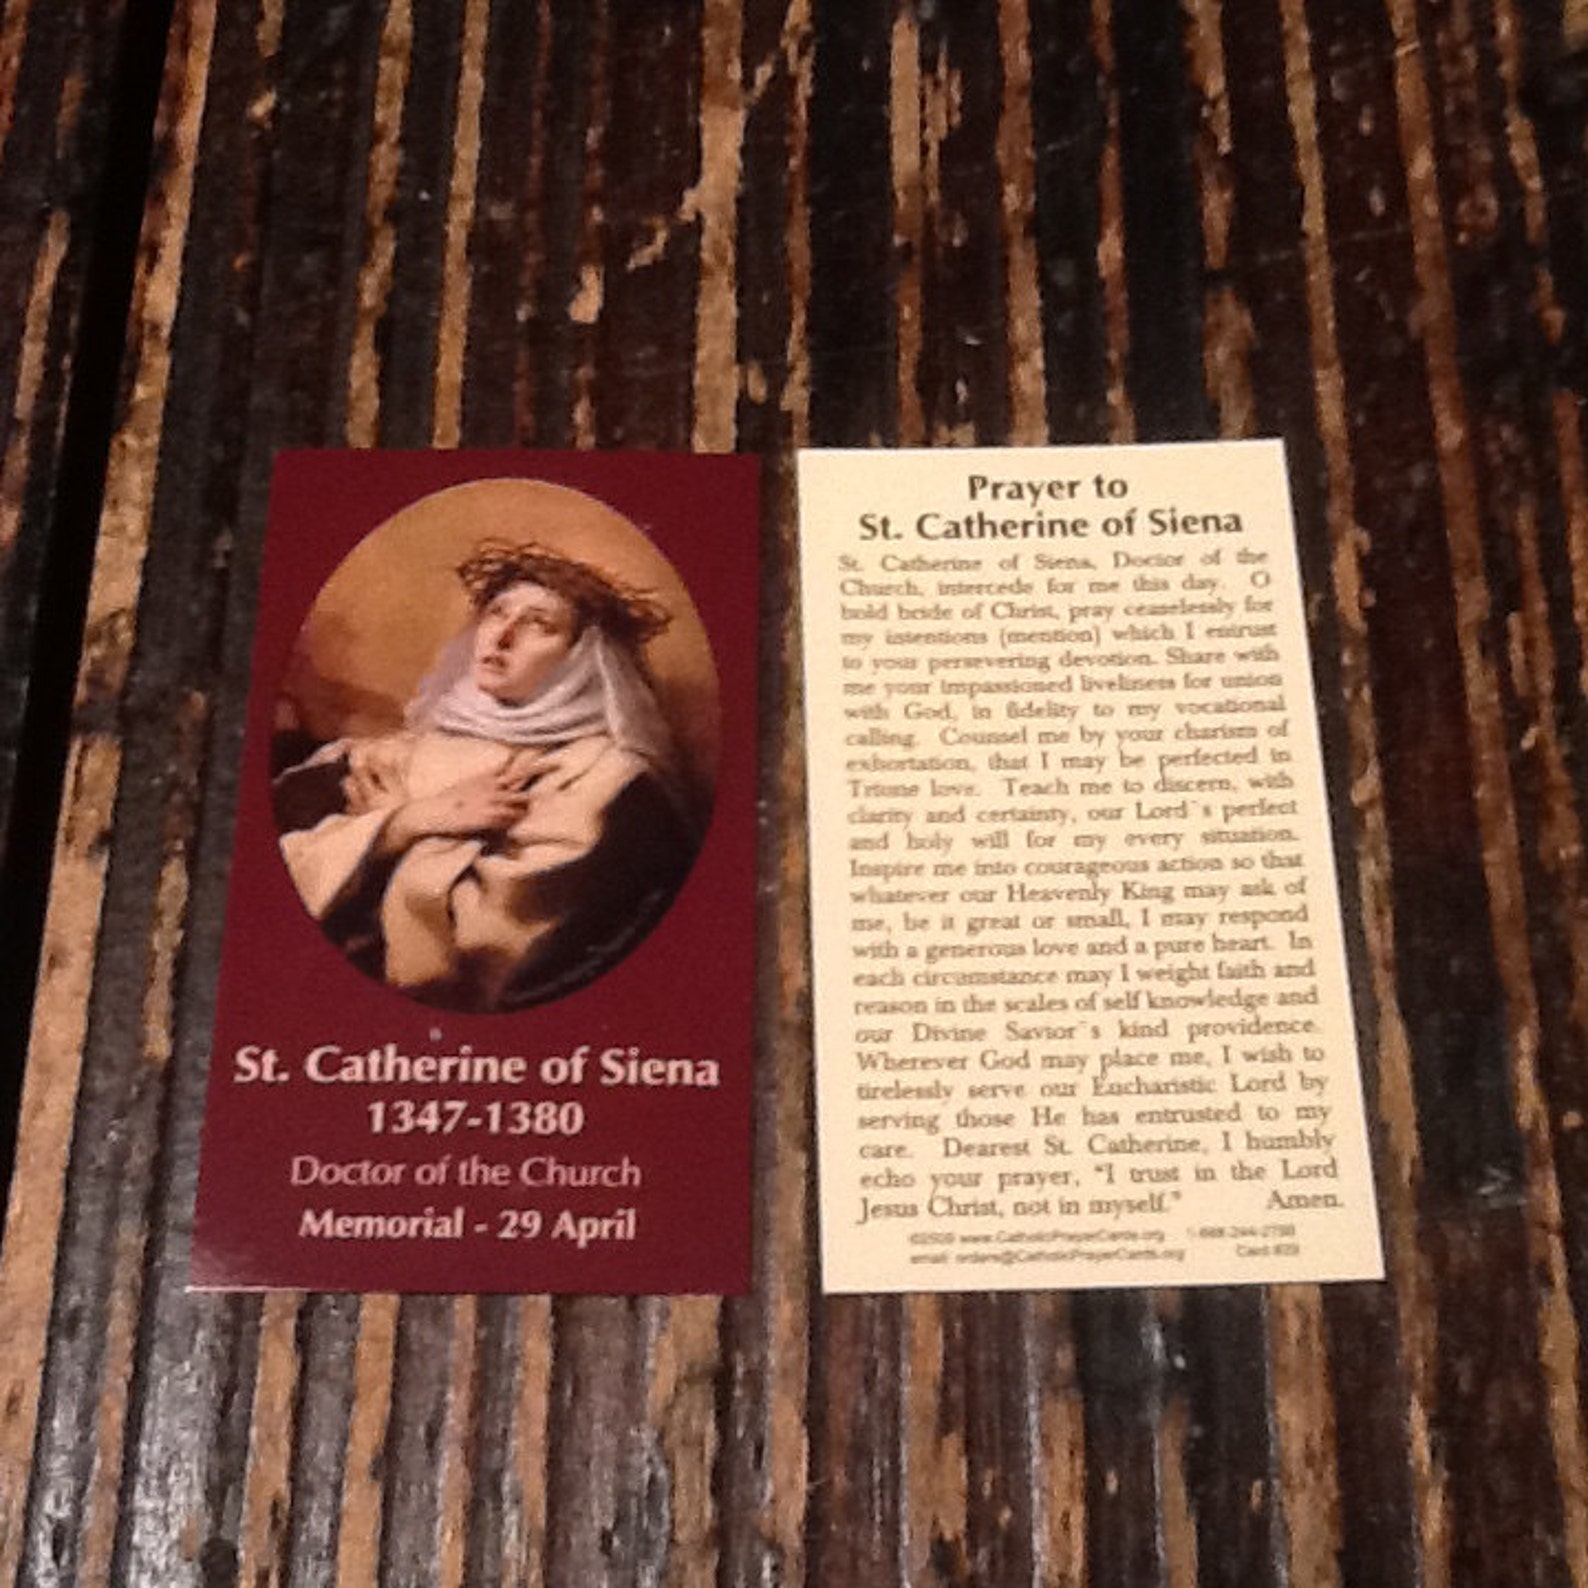 St. Catherine of Siena
1347-1380
Doctor of the Church
Memorial - 29 April
Prayer to
St. Catherine of Siena
St. Catherine of Siena, Doctor of the
Church, intercede for me this day. O
bold bride of Christ, pray ceaselessly for
my intentions (mention) which I entrust
to your persevering devotion. Share with
me your impassioned liveliness for union
with God, in fidelity to my vocational
calling. Counsel me by your charism of
exhortation, that I may be perfected in
Triune love. Teach me to discern, with
clarity and certainty, our Lord`s perfect
and holy will for my every situation.
Inspire me into courageous action so that
whatever our Heavenly King may ask of
me, be it great or small, I may respond
with a generous love and a pure heart. In
each circumstance may I weight faith and
reason in the scales of self knowledge and
our Divine Savior`s kind providence.
Wherever God may place me, I wish to
tirelessly serve our Eucharistic Lord by
serving those He has entrusted to my
care. Dearest St. Catherine, I humbly
echo your prayer, “I trust in the Lord
Jesus Christ, not in myself.” Amen.
www.CatholicPrayerCards.org
email: orders@CatholicPrayerCards.org Card